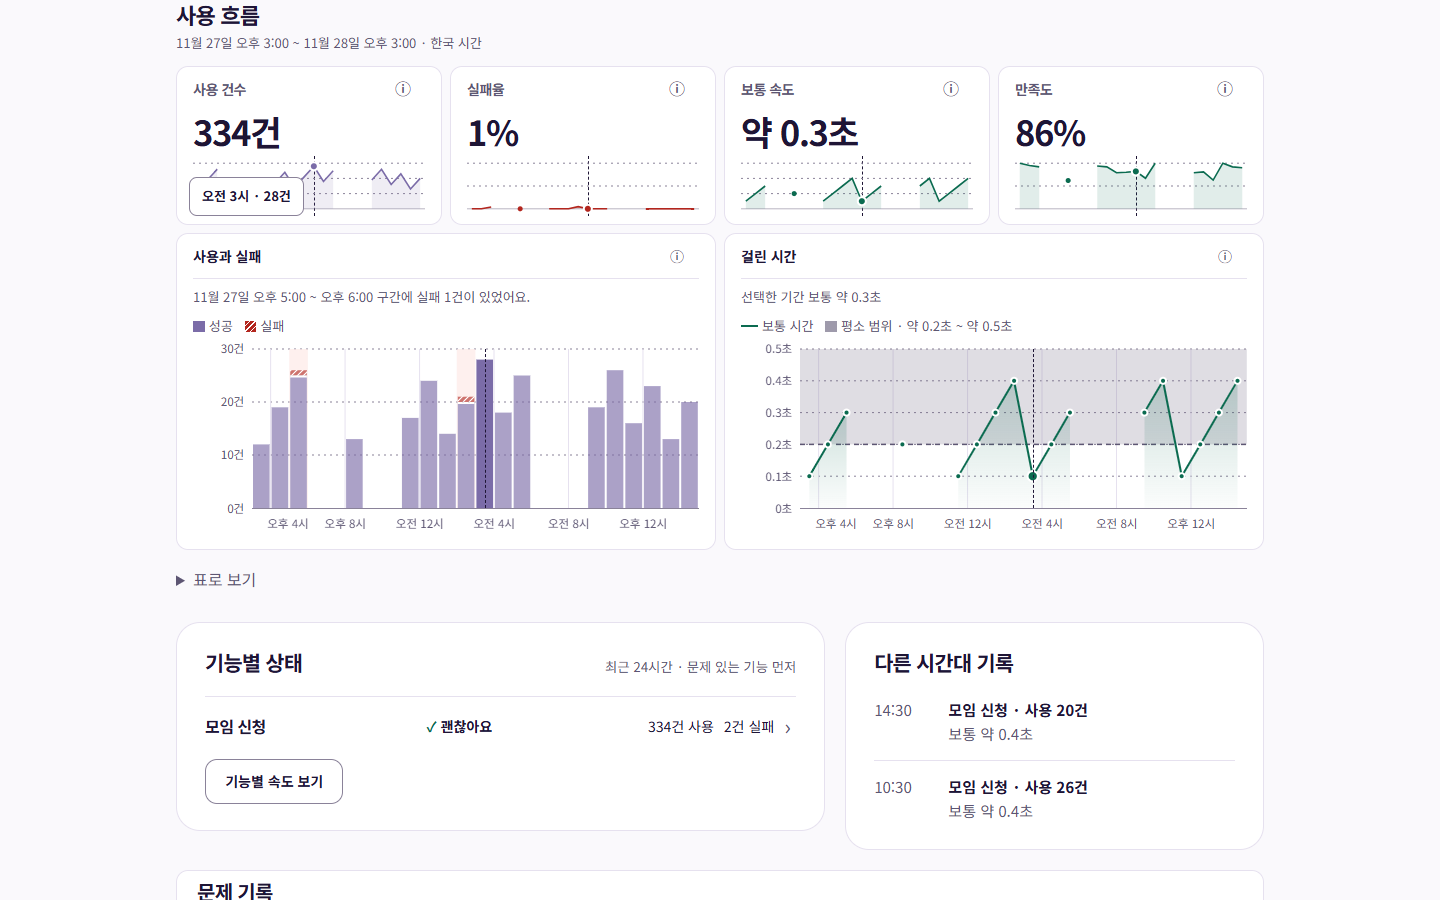 사용 흐름
11월 27일 오후 3:00 ~ 11월 28일 오후 3:00 · 한국 시간
사용 건수
334건
오전 3시 · 28건
실패율
1%
보통 속도
약 0.3초
만족도
86%
사용과 실패
11월 27일 오후 5:00 ~ 오후 6:00 구간에 실패 1건이 있었어요.
성공 실패
30건
20건
10건
0건
오후 4시 오후 8시 오전 12시 오전 4시 오전 8시 오후 12시
걸린 시간
선택한 기간 보통 약 0.3초
보통 시간 평소 범위 · 약 0.2초 ~ 약 0.5초
0.5초
0.4초
0.3초
0.2초
0.1초
0초
오후 4시 오후 8시 오전 12시 오전 4시 오전 8시 오후 12시
▶ 표로 보기
기능별 상태
최근 24시간 · 문제 있는 기능 먼저
모임 신청 ✓ 괜찮아요 334건 사용 2건 실패 ›
기능별 속도 보기
다른 시간대 기록
14:30 모임 신청 · 사용 20건
보통 약 0.4초
10:30 모임 신청 · 사용 26건
보통 약 0.4초
문제 기록